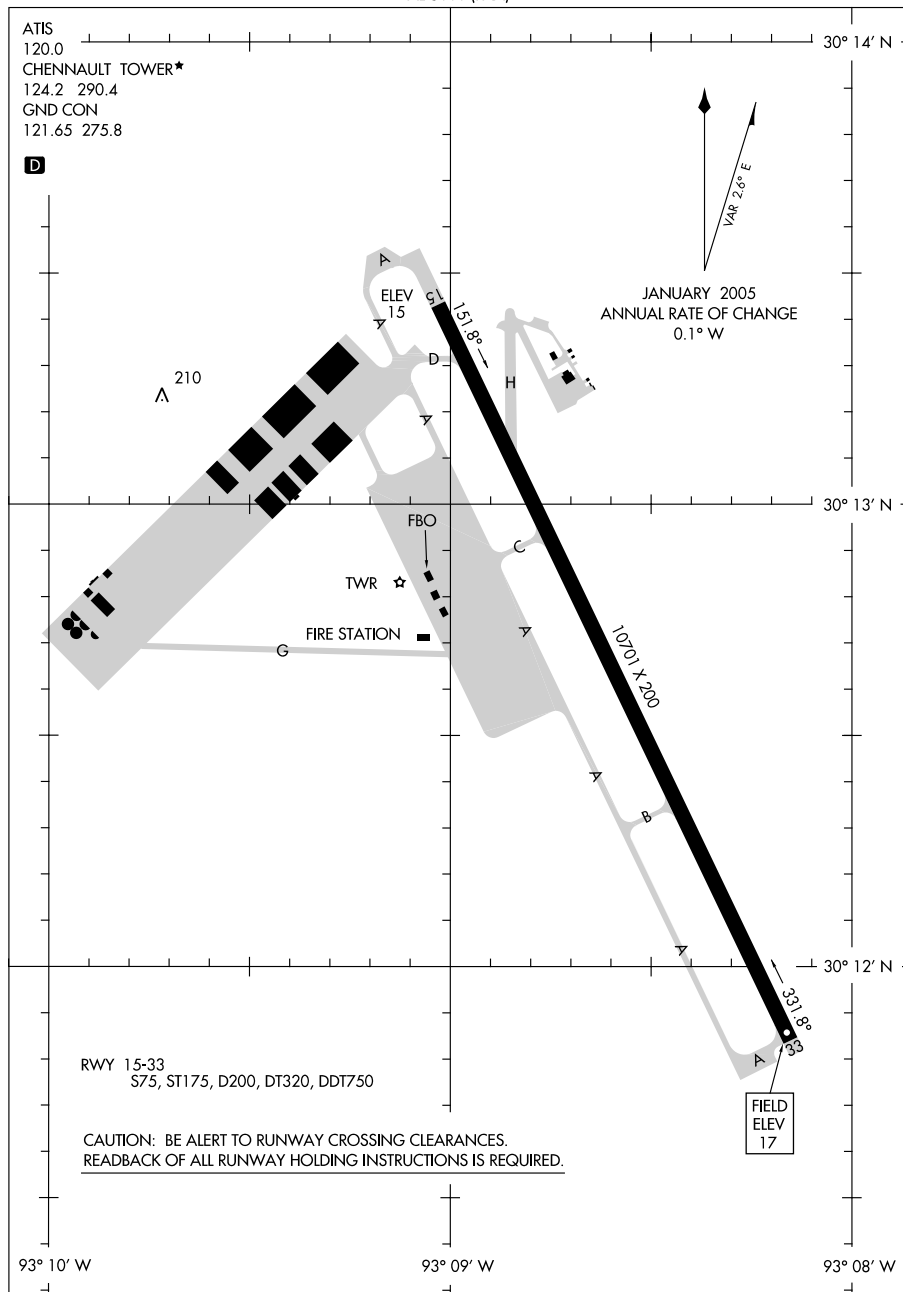 ATIS
120.0
CHENNAULT TOWER★
124.2 290.4
GND CON
121.65 275.8
D
30° 14' N
VAR 2.6° E
JANUARY 2005
ANNUAL RATE OF CHANGE
0.1° W
A
ELEV
15
15
151.8°
A
D
H
210
A
30° 13' N
FBO
C
TWR
A
FIRE STATION
G
10701 X 200
A
B
A
30° 12' N
331.8°
33
A
RWY 15-33
S75, ST175, D200, DT320, DDT750
FIELD
ELEV
17
CAUTION: BE ALERT TO RUNWAY CROSSING CLEARANCES.
READBACK OF ALL RUNWAY HOLDING INSTRUCTIONS IS REQUIRED.
93° 10' W
93° 09' W
93° 08' W